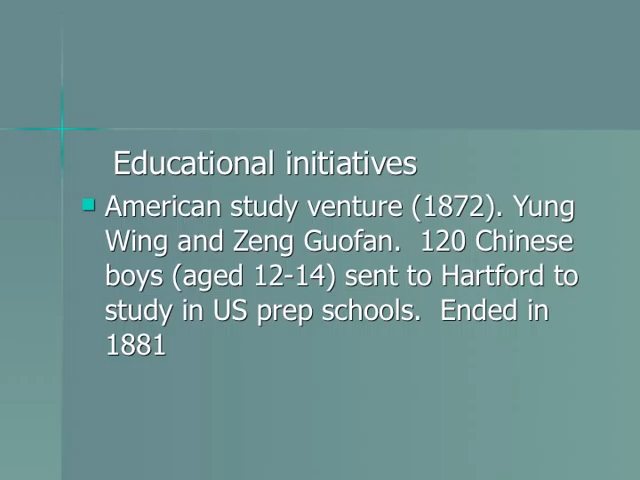 Educational initiatives
American study venture (1872). Yung
Wing and Zeng Guofan.  120 Chinese
boys (aged 12-14) sent to Hartford to
study in US prep schools.  Ended in
1881